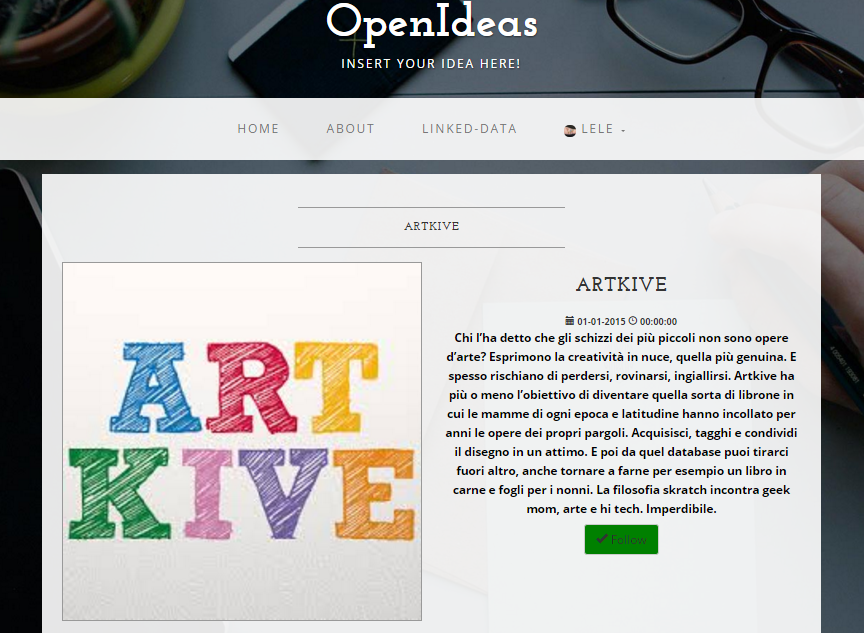 OpenIdeas
INSERT YOUR IDEA HERE!
HOME ABOUT LINKED-DATA LELE
ARTKIVE
ART
KIVE
ARTKIVE
01-01-2015 00:00:00
Chi l'ha detto che gli schizzi dei più piccoli non sono opere
d'arte? Esprimono la creatività in nuce, quella più genuina. E
spesso rischiano di perdersi, rovinarsi, ingiallirsi. Artkive ha
più o meno l'obiettivo di diventare quella sorta di librone in
cui le mamme di ogni epoca e latitudine hanno incollato per
anni le opere dei propri pargoli. Acquisisci, tagghi e condividi
il disegno in un attimo. E poi da quel database puoi tirarci
fuori altro, anche tornare a farne per esempio un libro in
carne e fogli per i nonni. La filosofia skratch incontra geek
mom, arte e hi tech. Imperdibile.
Follow